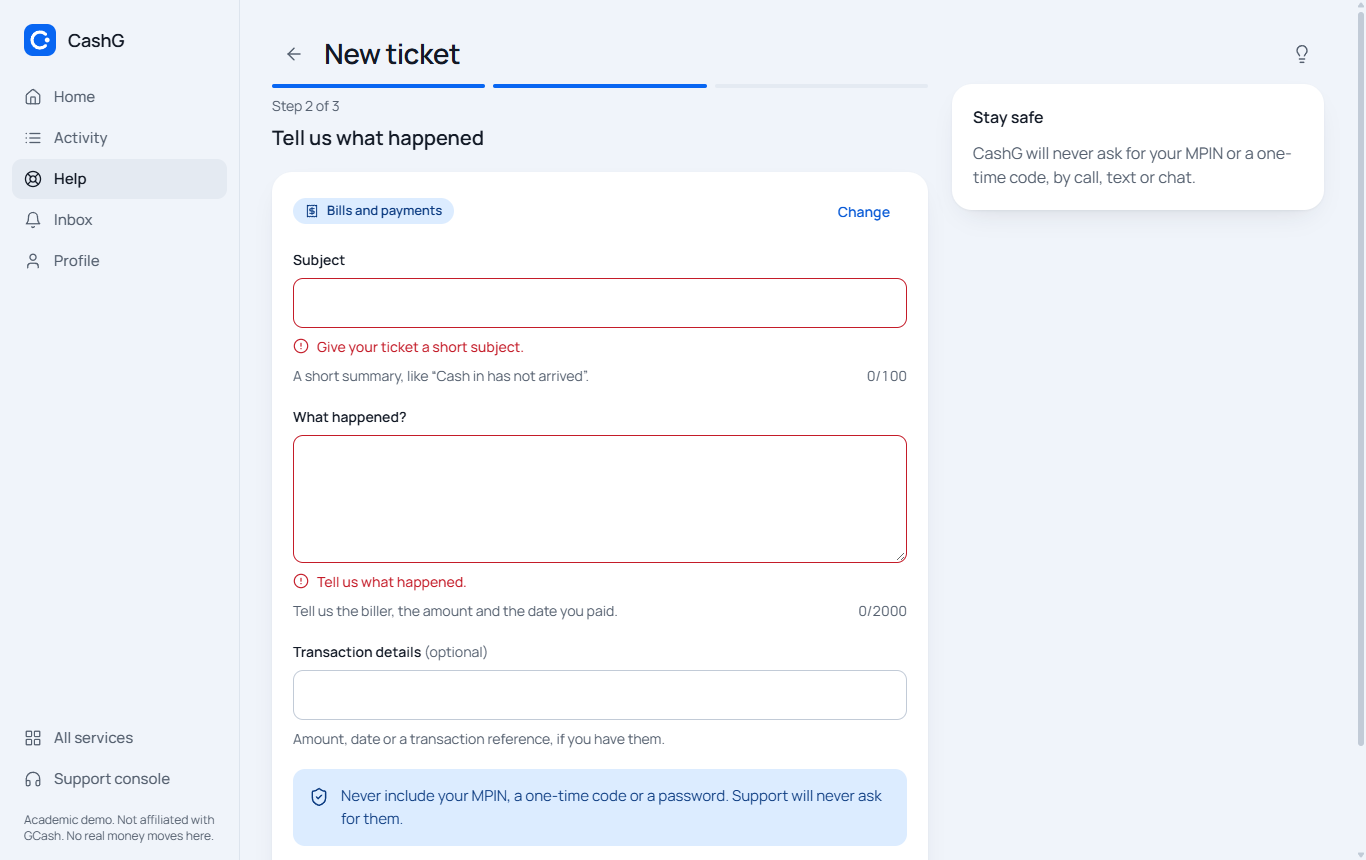 CashG
Home
Activity
Help
Inbox
Profile
All services
Support console
Academic demo. Not affiliated with
GCash. No real money moves here.
New ticket
Step 2 of 3
Tell us what happened
Bills and payments
Change
Subject
Give your ticket a short subject.
A short summary, like “Cash in has not arrived”.
0/100
What happened?
Tell us what happened.
Tell us the biller, the amount and the date you paid.
0/2000
Transaction details (optional)
Amount, date or a transaction reference, if you have them.
Never include your MPIN, a one-time code or a password. Support will never ask
for them.
Stay safe
CashG will never ask for your MPIN or a one-
time code, by call, text or chat.